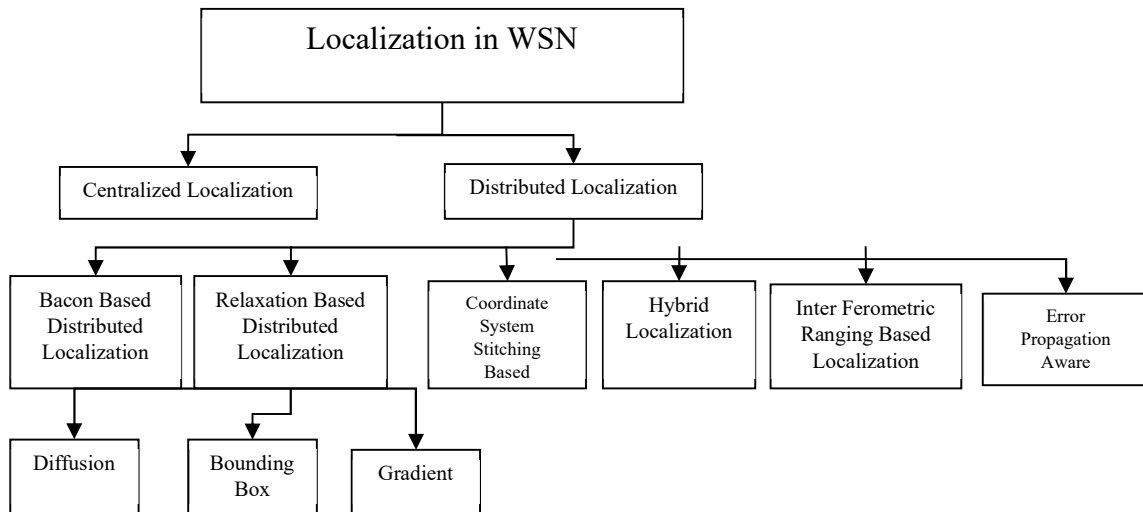 Localization in WSN
Centralized Localization
Distributed Localization
Bacon Based
Distributed
Localization
Relaxation Based
Distributed
Localization
Coordinate
System
Stitching
Based
Hybrid
Localization
Inter Ferometric
Ranging Based
Localization
Error
Propagation
Aware
Diffusion
Bounding
Box
Gradient